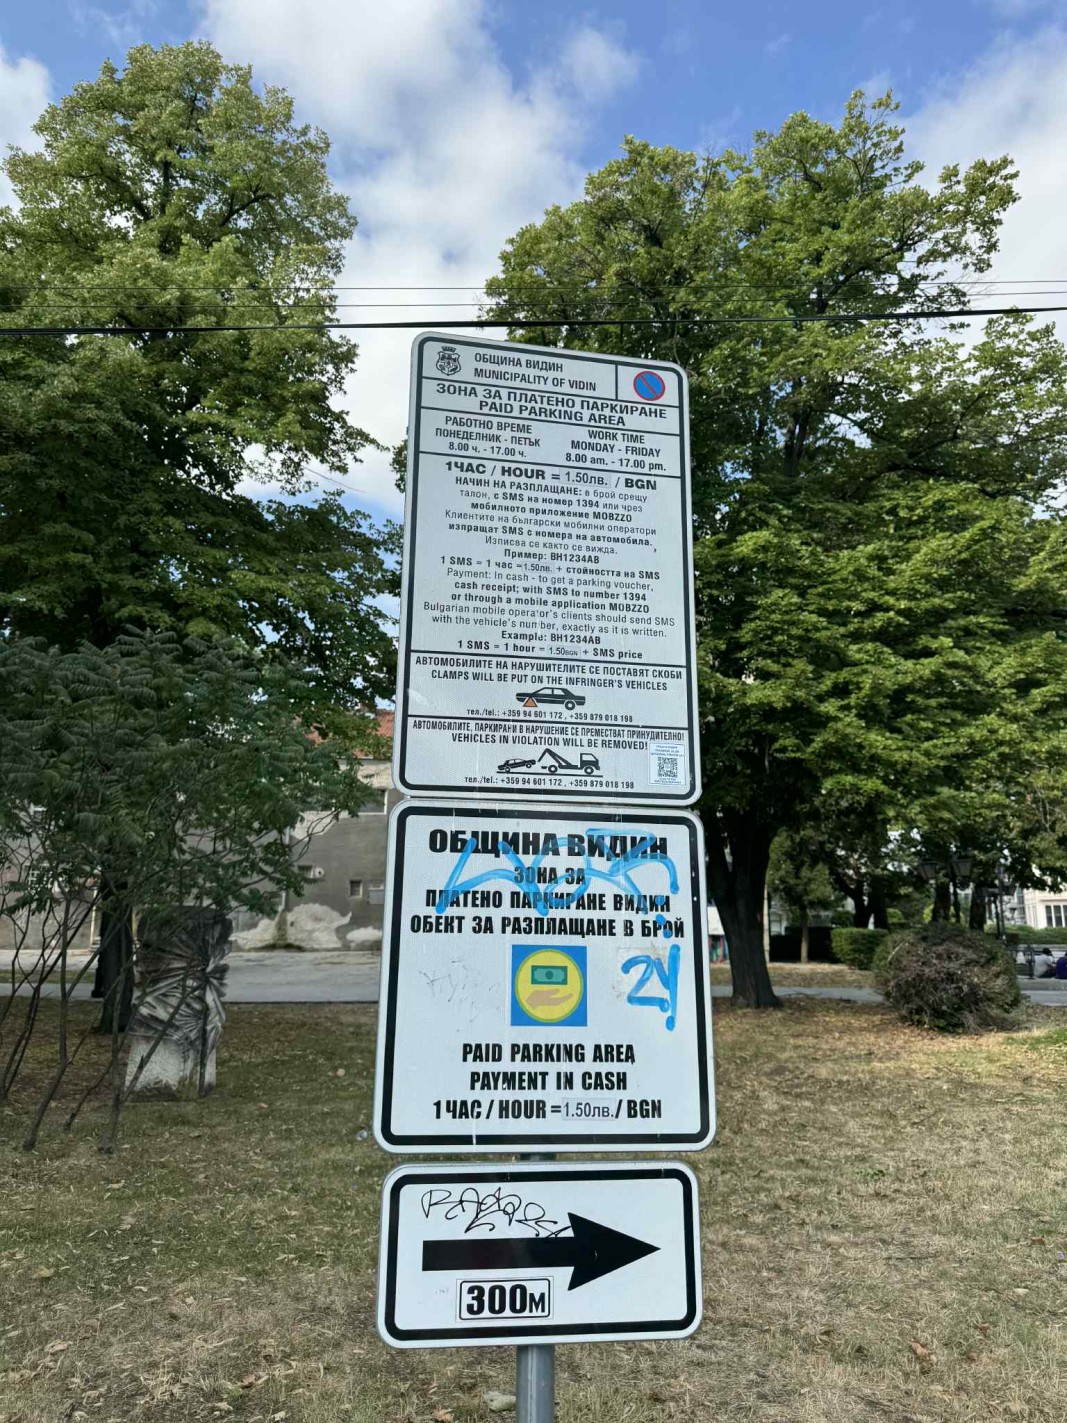 ОБЩИНА ВИДИН
MUNICIPALITY OF VIDIN
ЗОНА ЗА ПЛАТЕНО ПАРКИРАНЕ
PAID PARKING AREA
РАБОТНО ВРЕМЕ
ПОНЕДЕЛНИК - ПЕТЪК
8.00 ч. - 17.00 ч.
WORK TIME
MONDAY - FRIDAY
8.00 am. - 17.00 pm.
1ЧАС / HOUR = 1.50лв. / BGN
НАЧИН НА РАЗПЛАЩАНЕ: в брой срещу
талон, с SMS на номер 1394 или чрез
мобилното приложение MOBZZO
Клиентите на български мобилни оператори
изпращат SMS с номера на автомобила.
Изписва се както се вижда.
Пример: BH1234AB
1 SMS = 1 час =1.50лв. + стойността на SMS
Payment: In cash - to get a parking voucher,
cash receipt; with SMS to number 1394
or through a mobile application MOBZZO
Bulgarian mobile operator's clients should send SMS
with the vehicle's number, exactly as it is written.
Example: BH1234AB
1 SMS = 1 hour = 1.50BGN + SMS price
АВТОМОБИЛИТЕ НА НАРУШИТЕЛИТЕ СЕ ПОСТАВЯТ СКОБИ
CLAMPS WILL BE PUT ON THE INFRINGER'S VEHICLES
тел./tel.: +359 94 601 172, +359 879 018 198
АВТОМОБИЛИТЕ, ПАРКИРАНИ В НАРУШЕНИЕ СЕ ПРЕМЕСТВАТ ПРИНУДИТЕЛНО!
VEHICLES IN VIOLATION WILL BE REMOVED!
тел./tel.: +359 94 601 172, +359 879 018 198
ОБЩИНА ВИДИН
ЗОНА ЗА
ПЛАТЕНО ПАРКИРАНЕ ВИДИН
ОБЕКТ ЗА РАЗПЛАЩАНЕ В БРОЙ
24
PAID PARKING AREA
PAYMENT IN CASH
1ЧАС/HOUR=1.50лв./BGN
300м